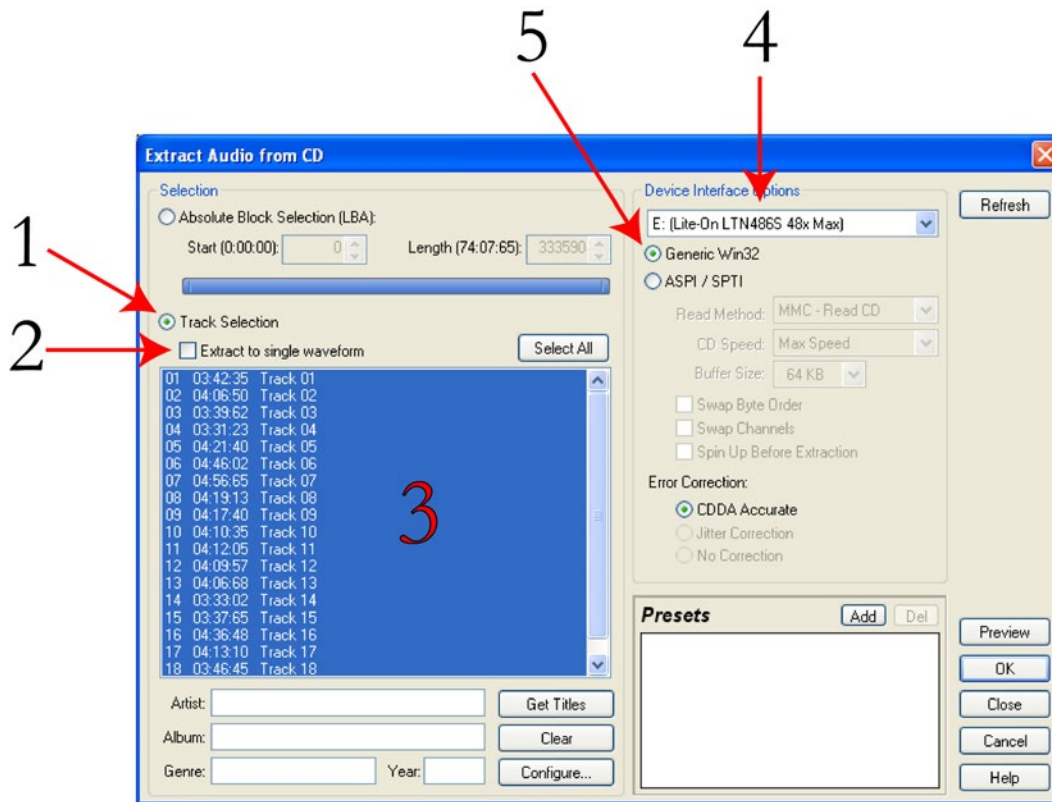 5
4
Extract Audio from CD
1
2
3
Selection
Absolute Block Selection (LBA):
Start (0:00:00): 0 Length (74:07:65): 333590
Track Selection
Extract to single waveform Select All
01 03:42:35 Track 01
02 04:06:50 Track 02
03 03:39:62 Track 03
04 03:31:23 Track 04
05 04:21:40 Track 05
06 04:46:02 Track 06
07 04:56:65 Track 07
08 04:19:13 Track 08
09 04:17:40 Track 09
10 04:10:35 Track 10
11 04:12:05 Track 11
12 04:09:57 Track 12
13 04:06:68 Track 13
14 03:33:02 Track 14
15 03:37:65 Track 15
16 04:36:48 Track 16
17 04:13:10 Track 17
18 03:46:45 Track 18
Artist: Get Titles
Album: Clear
Genre: Year: Configure...
Device Interface Options
E: (Lite-On LTN486S 48x Max)
Generic Win32
ASPI / SPTI
Read Method: MMC - Read CD
CD Speed: Max Speed
Buffer Size: 64 KB
Swap Byte Order
Swap Channels
Spin Up Before Extraction
Error Correction:
CDDA Accurate
Jitter Correction
No Correction
Presets Add Del
Refresh
Preview
OK
Close
Cancel
Help